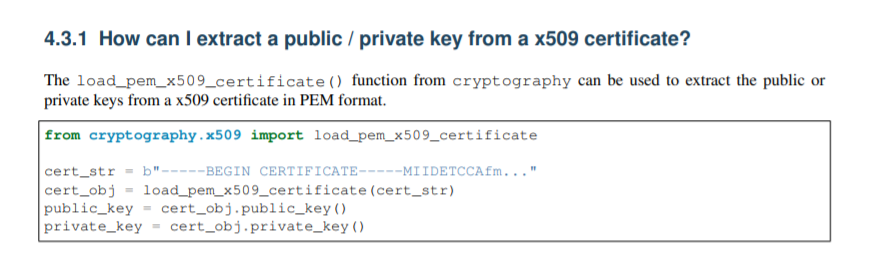 4.3.1 How can I extract a public / private key from a x509 certificate?
The load_pem_x509_certificate() function from cryptography can be used to extract the public or
private keys from a x509 certificate in PEM format.
from cryptography.x509 import load_pem_x509_certificate
cert_str = b"-----BEGIN CERTIFICATE-----MIIDETCCAfm..."
cert_obj = load_pem_x509_certificate(cert_str)
public_key = cert_obj.public_key()
private_key = cert_obj.private_key()